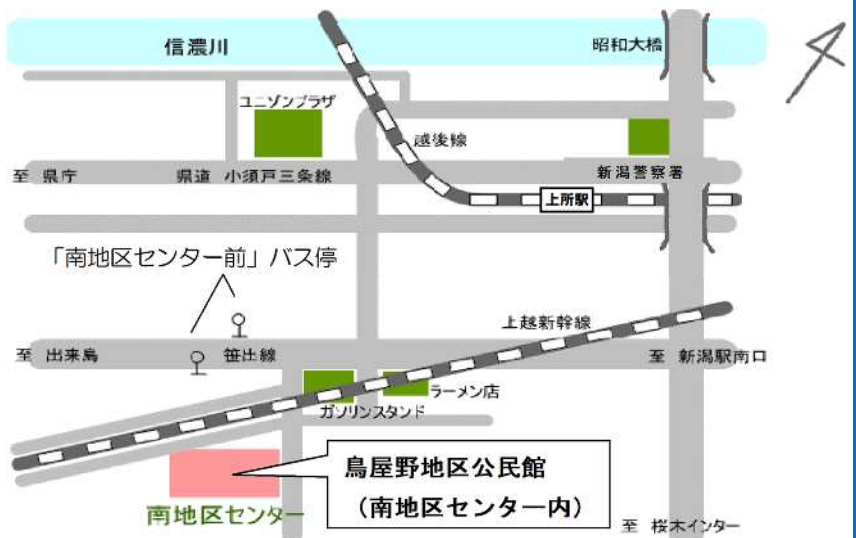 信濃川
昭和大橋
ユニゾンプラザ
越後線
至 県庁
県道 小須戸三条線
新潟警察署
上所駅
「南地区センター前」バス停
上越新幹線
至 出来島
笹出線
至 新潟駅南口
ラーメン店
ガソリンスタンド
鳥屋野地区公民館
（南地区センター内）
南地区センター
至 桜木インター